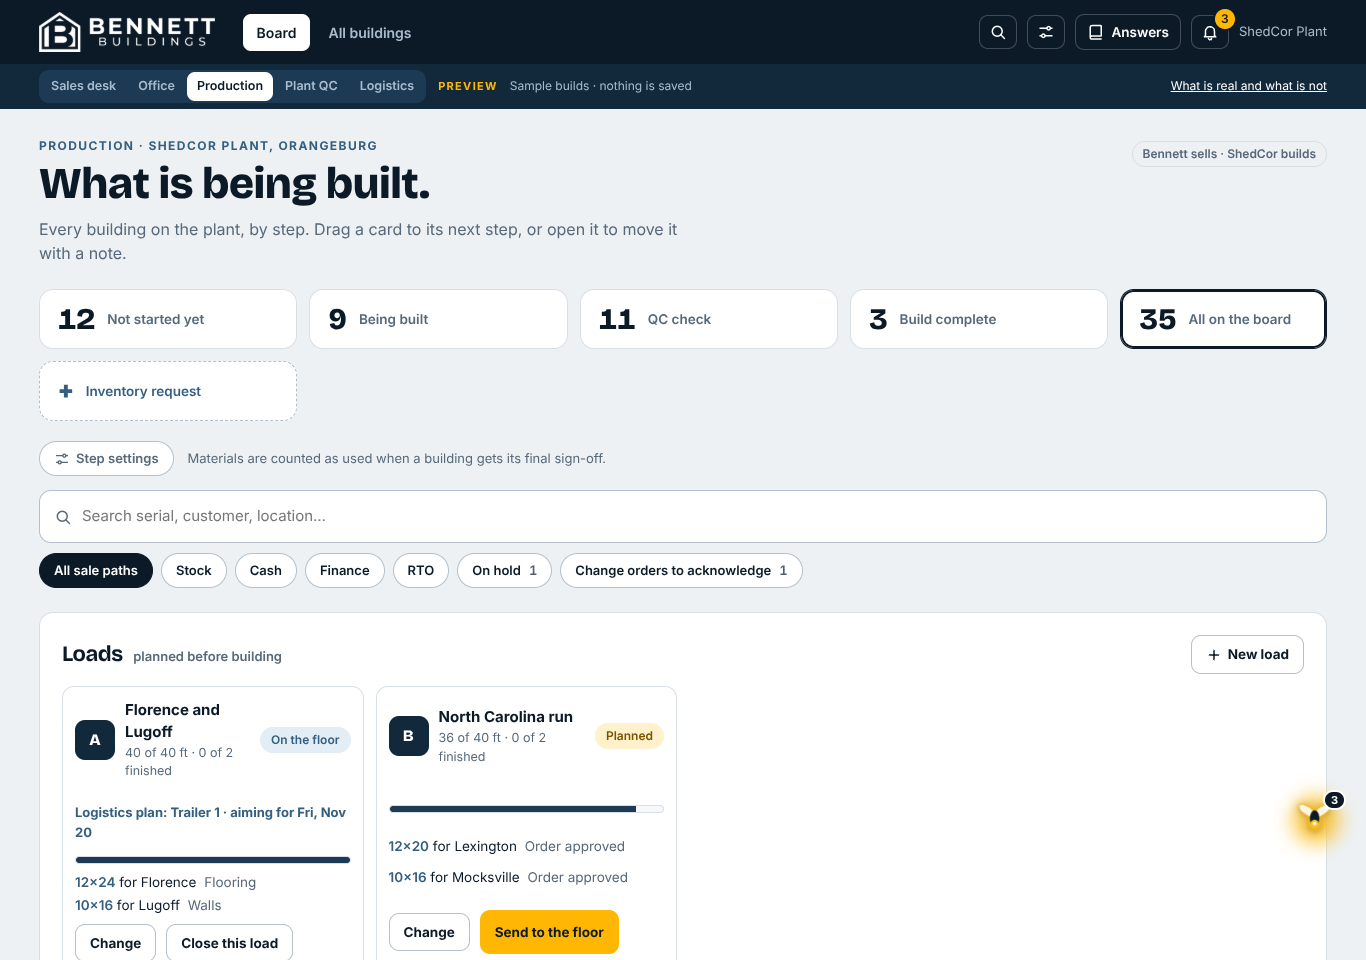 BENNETT
BUILDINGS
Board
All buildings
Answers
3
ShedCor Plant
Sales desk
Office
Production
Plant QC
Logistics
PREVIEW
Sample builds · nothing is saved
What is real and what is not
PRODUCTION · SHEDCOR PLANT, ORANGEBURG
Bennett sells · ShedCor builds
What is being built.
Every building on the plant, by step. Drag a card to its next step, or open it to move it
with a note.
12 Not started yet
9 Being built
11 QC check
3 Build complete
35 All on the board
+ Inventory request
Step settings
Materials are counted as used when a building gets its final sign-off.
Search serial, customer, location...
All sale paths
Stock
Cash
Finance
RTO
On hold 1
Change orders to acknowledge 1
Loads planned before building
+ New load
A
Florence and
Lugoff
40 of 40 ft · 0 of 2
finished
On the floor
Logistics plan: Trailer 1 · aiming for Fri, Nov
20
12×24 for Florence Flooring
10×16 for Lugoff Walls
Change
Close this load
B
North Carolina run
36 of 40 ft · 0 of 2
finished
Planned
12×20 for Lexington Order approved
10×16 for Mocksville Order approved
Change
Send to the floor
3